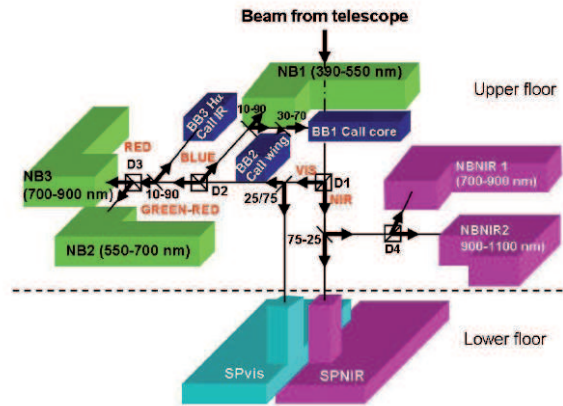 Beam from telescope
NB1 (390-550 nm)
Upper floor
BB3 Hα
CaII IR
10-90
30-70
BB1 CaII core
RED
BLUE
BB2
CaII wing
NB3
(700-900 nm)
D3
10-90
D2
GREEN-RED
VIS
D1
25/75
NIR
NBNIR 1
(700-900 nm)
NB2 (550-700 nm)
75-25
D4
NBNIR2
900-1100 nm)
Lower floor
SPvis
SPNIR